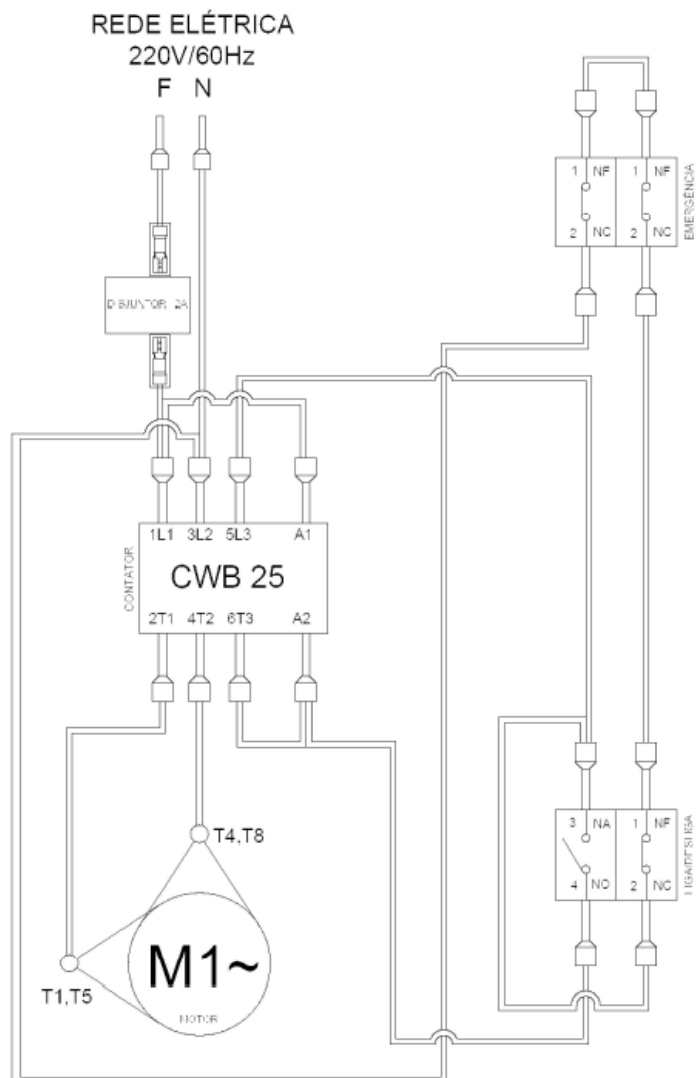 REDE ELÉTRICA
220V/60Hz
F N
1 NF 1 NF
EMERGÊNCIA
2 NC 2 NC
DISJUNTOR 2A
1L1 3L2 5L3 A1
CONTATOR
CWB 25
2T1 4T2 6T3 A2
3 NA 1 NF
LIGA/DESLIGA
4 NO 2 NC
T4,T8
M1~
MOTOR
T1,T5